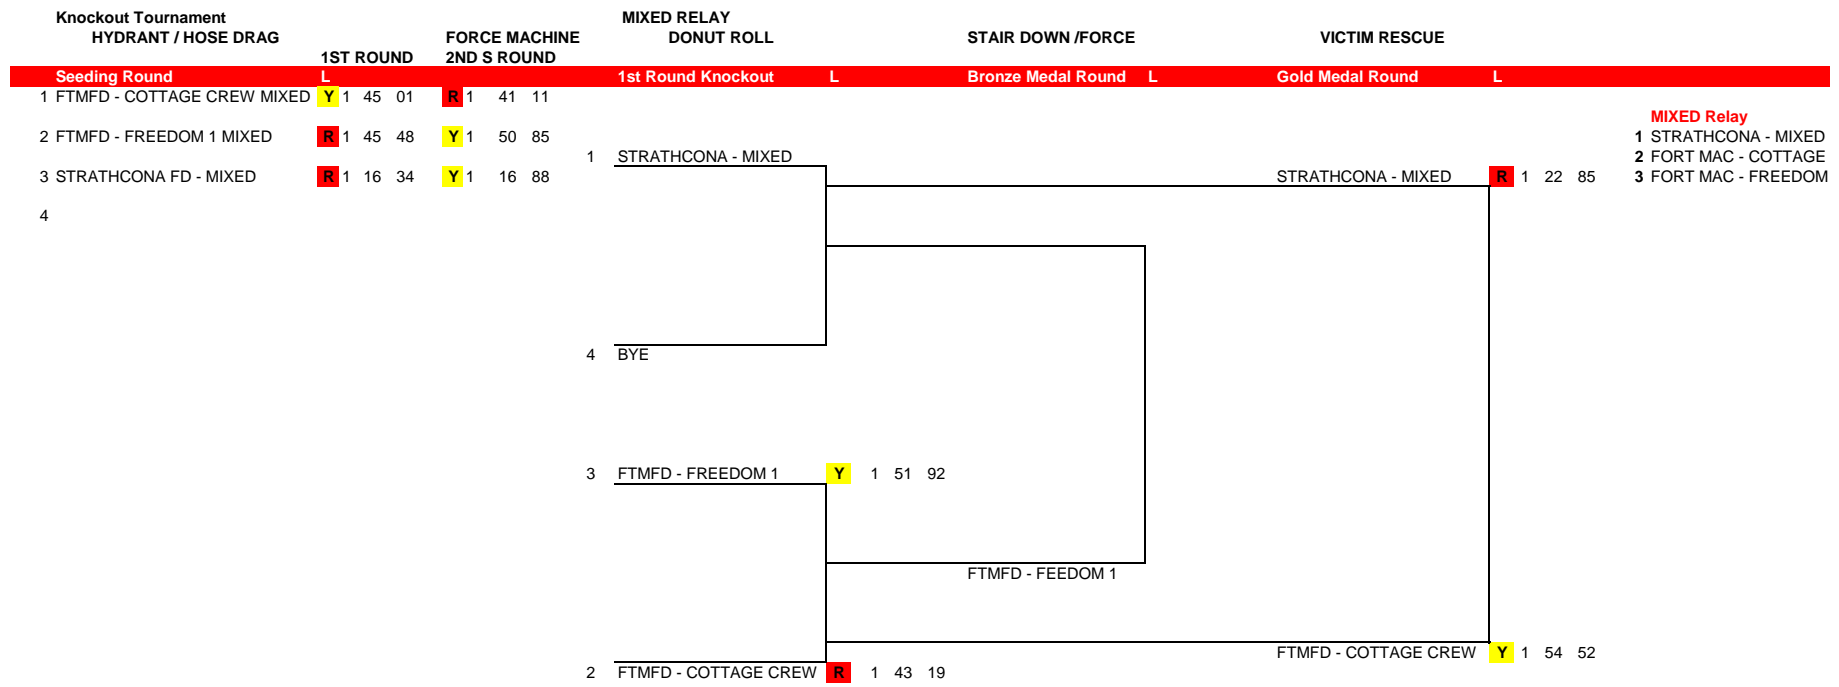 Knockout Tournament MIXED RELAY
HYDRANT / HOSE DRAG FORCE MACHINE DONUT ROLL STAIR DOWN /FORCE VICTIM RESCUE
1ST ROUND 2ND S ROUND
Seeding Round L 1st Round Knockout L Bronze Medal Round L Gold Medal Round L
1 FTMFD - COTTAGE CREW MIXED Y 1 45 01 R 1 41 11
MIXED Relay
2 FTMFD - FREEDOM 1 MIXED R 1 45 48 Y 1 50 85 1 STRATHCONA - MIXED
1 STRATHCONA - MIXED 2 FORT MAC - COTTAGE
3 STRATHCONA FD - MIXED R 1 16 34 Y 1 16 88 STRATHCONA - MIXED R 1 22 85 3 FORT MAC - FREEDOM
4
4 BYE
3 FTMFD - FREEDOM 1 Y 1 51 92
FTMFD - FEEDOM 1
FTMFD - COTTAGE CREW Y 1 54 52
2 FTMFD - COTTAGE CREW R 1 43 19